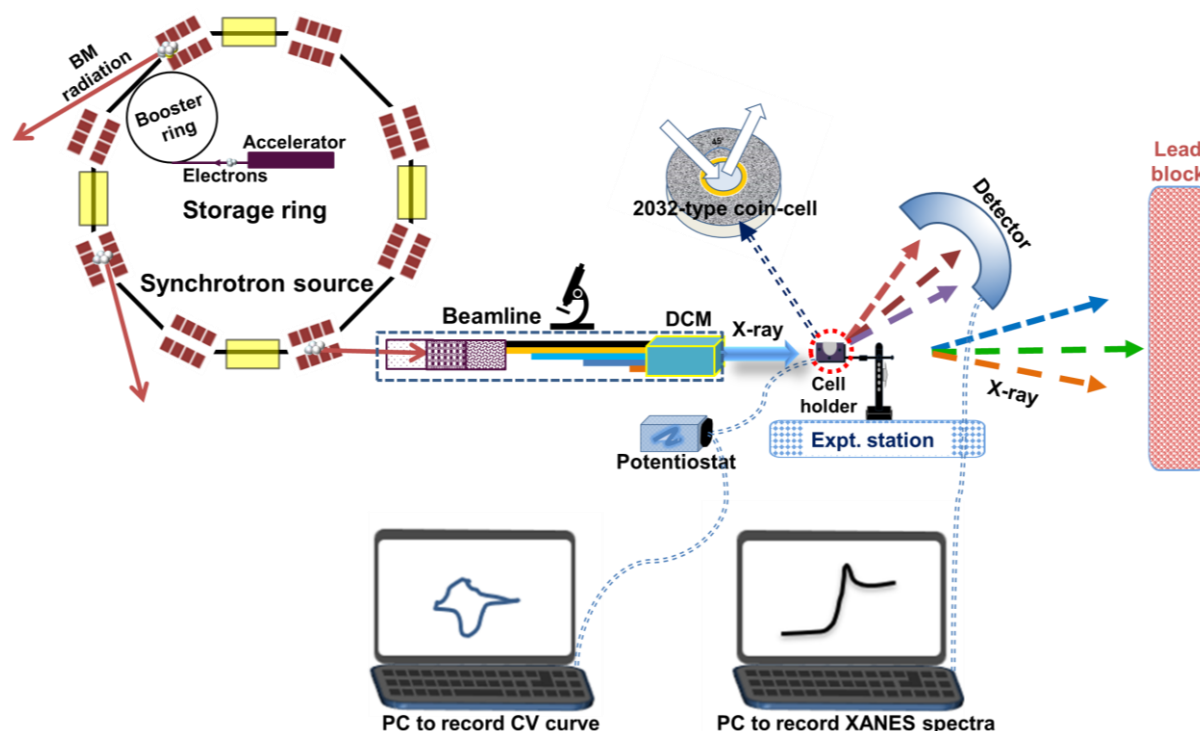 BM
radiation
Booster
ring
Accelerator
Electrons
Storage ring
Synchrotron source
45°
2032-type coin-cell
Detector
Lead
block
Beamline
DCM
X-ray
Cell
holder
X-ray
Expt. station
Potentiostat
PC to record CV curve
PC to record XANES spectra